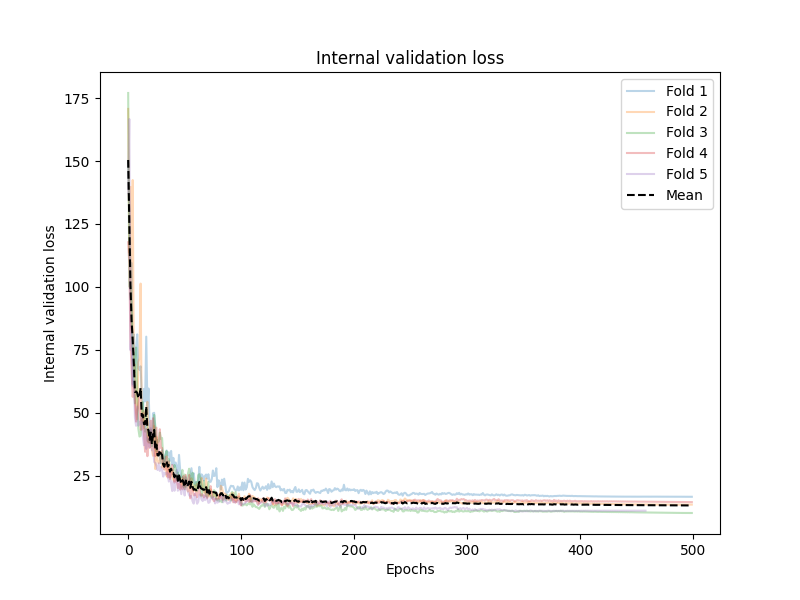 Internal validation loss
Fold 1
Fold 2
Fold 3
Fold 4
Fold 5
Mean
Internal validation loss
175
150
125
100
75
50
25
0
100
200
300
400
500
Epochs